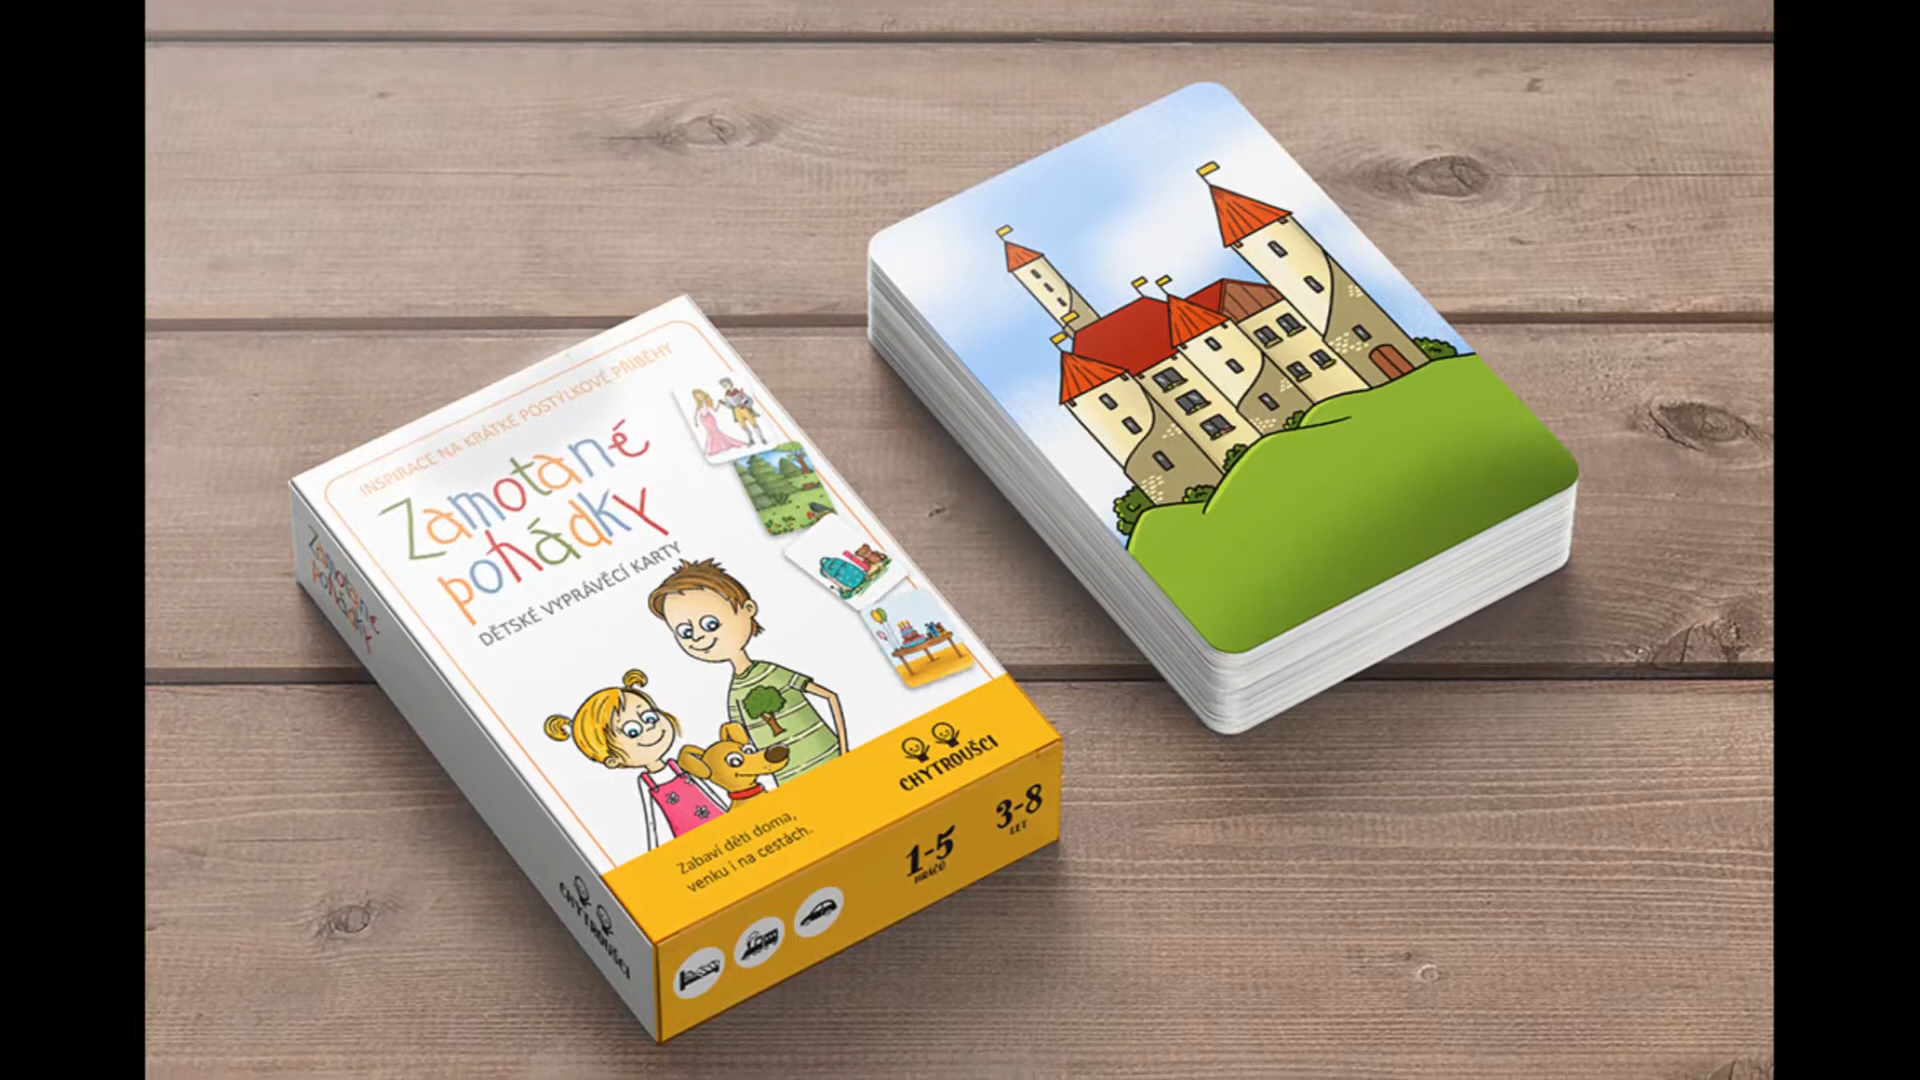 INSPIRACE NA KRÁTKÉ POSTÝLKOVÉ PŘÍBĚHY
Zamotané
pohádky
DĚTSKÉ VYPRÁVĚCÍ KARTY
CHYTROUŠCI
Zabaví děti doma,
venku i na cestách.
1-5
HRÁČŮ
3-8
LET
Zamotané
pohádky
CHYTROUŠCI